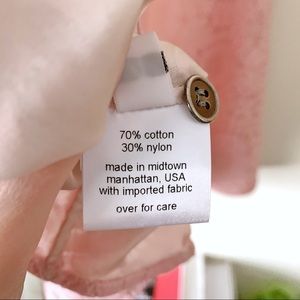 70% cotton
30% nylon
made in midtown
manhattan, USA
with imported fabric
over for care